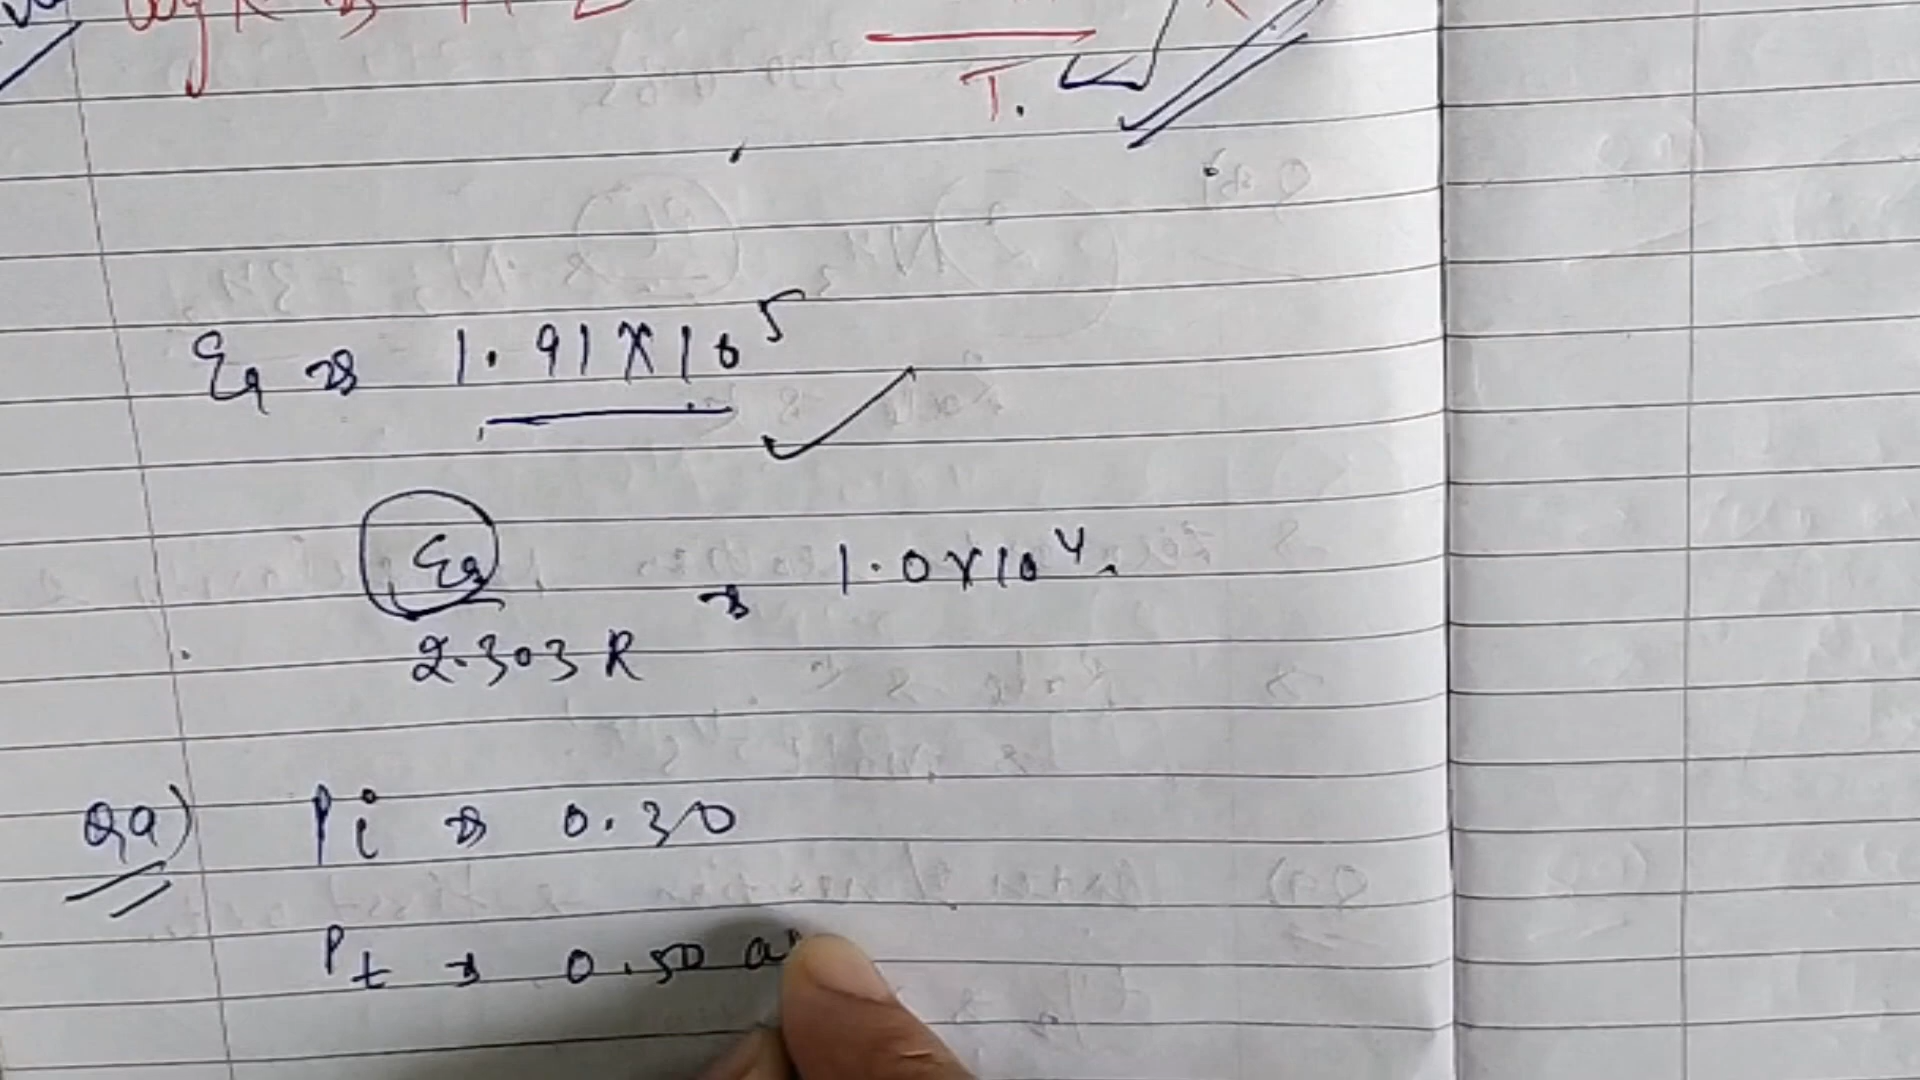 log k
T.
Ea = 1.91 X 10^5
Ea = 1.0 X 10^4.
2.303 R
Q9) Pi = 0.30
Pt = 0.50 a